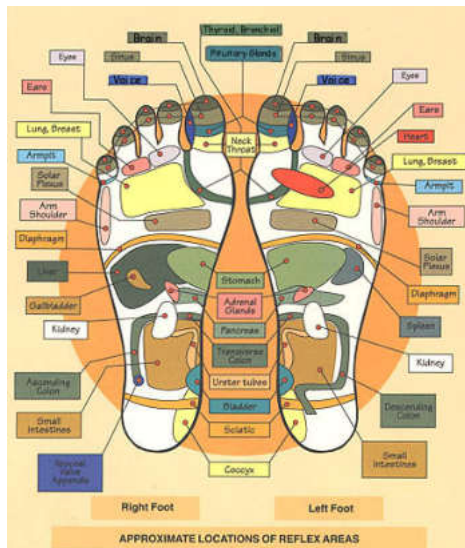 Thyroid, Bronchial
Brain
Brain
Sinus
Sinus
Pituitary Glands
Eyes
Voice
Voice
Eyes
Ears
Ears
Neck
Throat
Heart
Lung, Breast
Lung, Breast
Armpit
Armpit
Solar
Plexus
Arm
Shoulder
Arm
Shoulder
Diaphragm
Solar
Plexus
Liver
Stomach
Diaphragm
Gallbladder
Adrenal
Glands
Spleen
Kidney
Pancreas
Transverse
Colon
Kidney
Ascending
Colon
Ureter tubes
Descending
Colon
Bladder
Small
Intestines
Sciatic
Small
Intestines
Coccyx
Valve
Appendix
Right Foot
Left Foot
APPROXIMATE LOCATIONS OF REFLEX AREAS